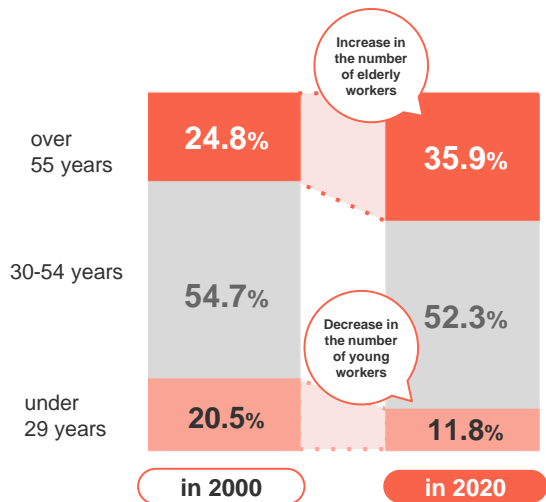 Increase in
the number
of elderly
workers
over
55 years
24.8%
35.9%
30-54 years
54.7%
52.3%
Decrease in
the number
of young
workers
under
29 years
20.5%
11.8%
in 2000
in 2020